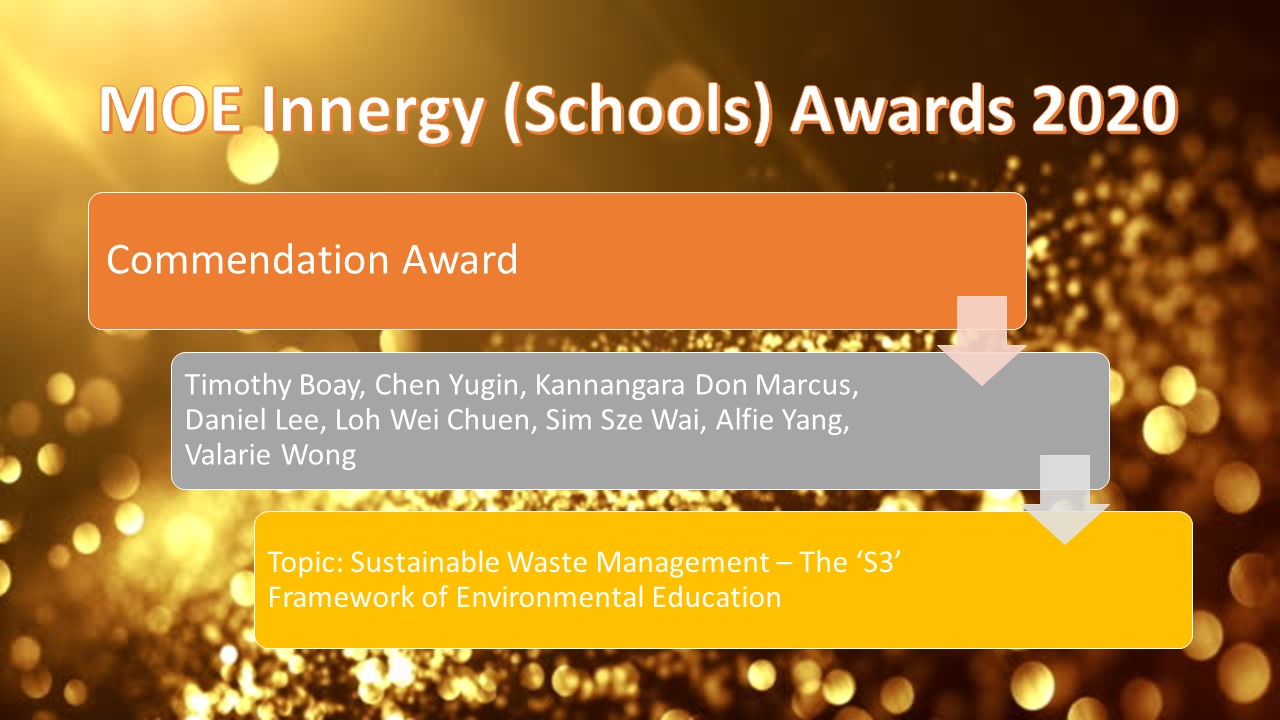 MOE Innergy (Schools) Awards 2020
Commendation Award
Timothy Boay, Chen Yugin, Kannangara Don Marcus,
Daniel Lee, Loh Wei Chuen, Sim Sze Wai, Alfie Yang,
Valarie Wong
Topic: Sustainable Waste Management – The ‘S3’
Framework of Environmental Education